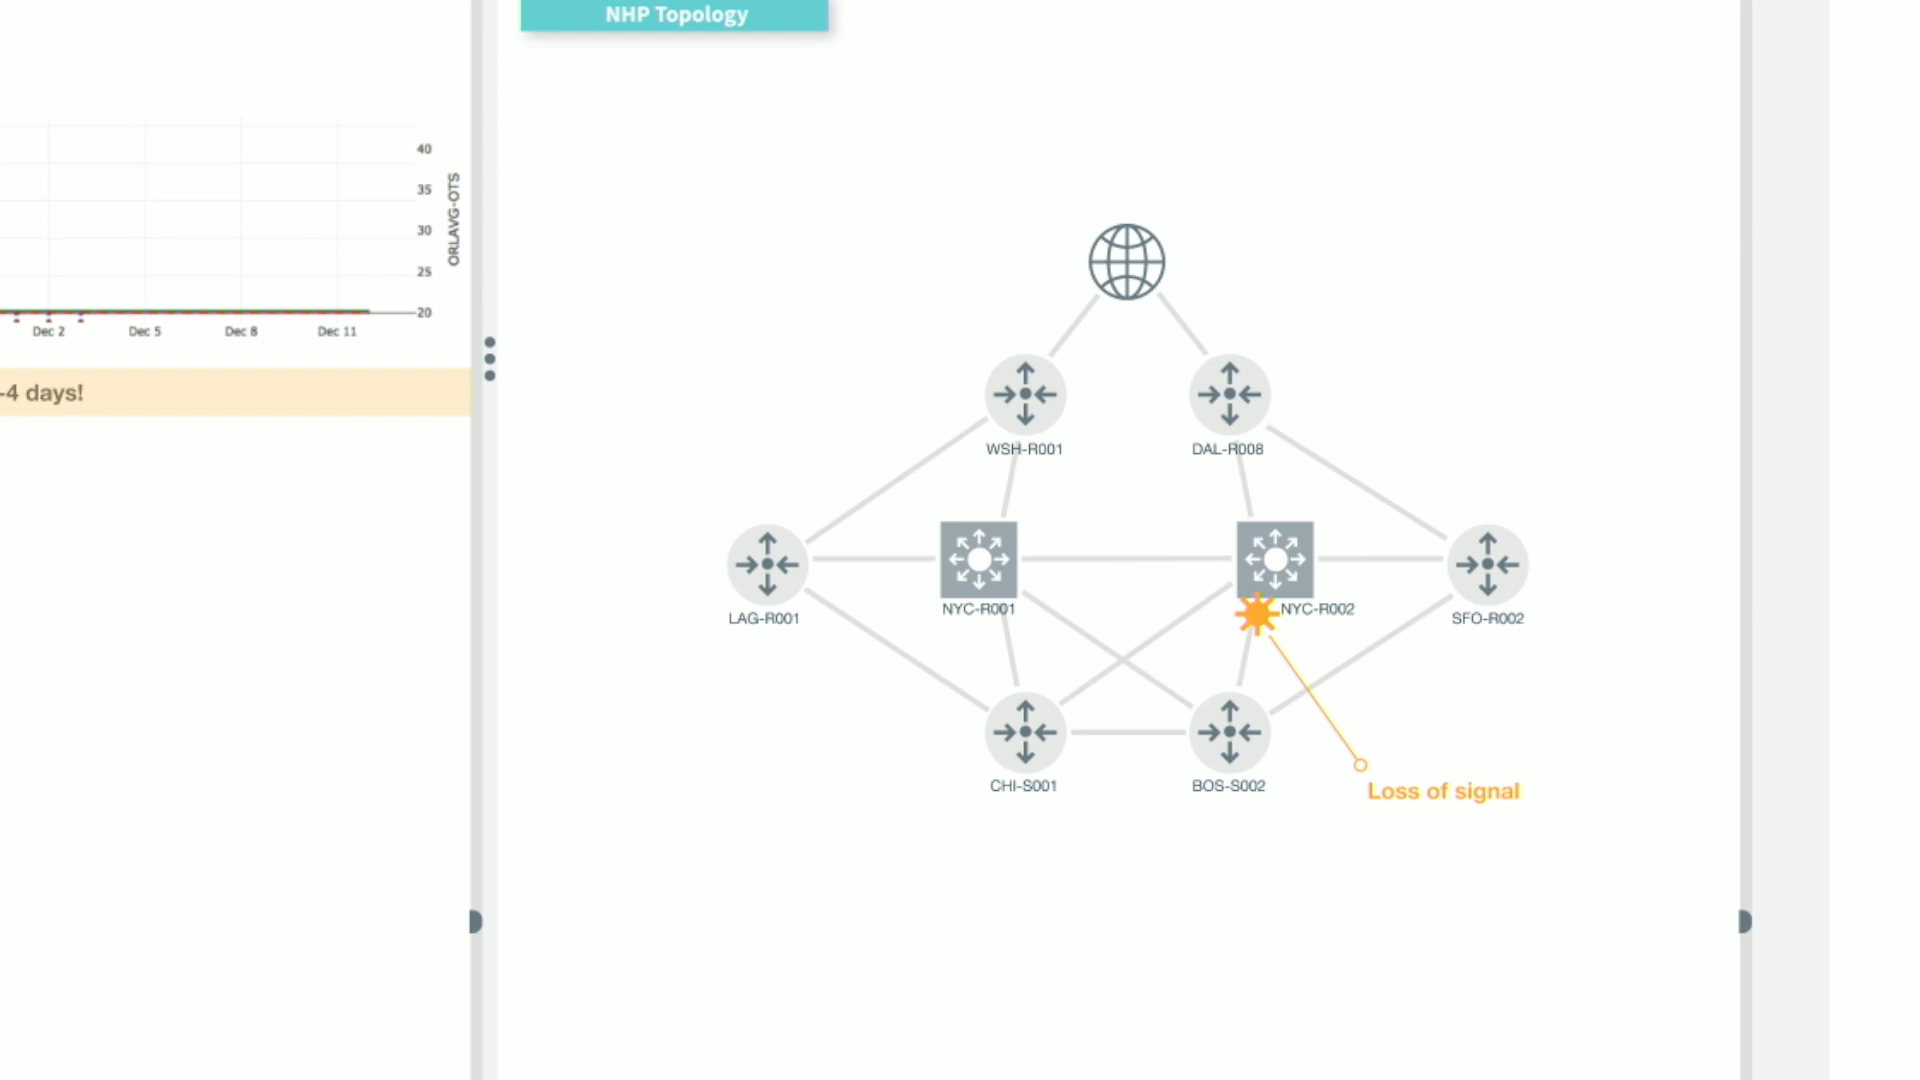 NHP Topology
40
35
30
25
20
ORLAVG-OTS
Dec 2
Dec 5
Dec 8
Dec 11
-4 days!
WSH-R001
DAL-R008
LAG-R001
NYC-R001
NYC-R002
SFO-R002
CHI-S001
BOS-S002
Loss of signal